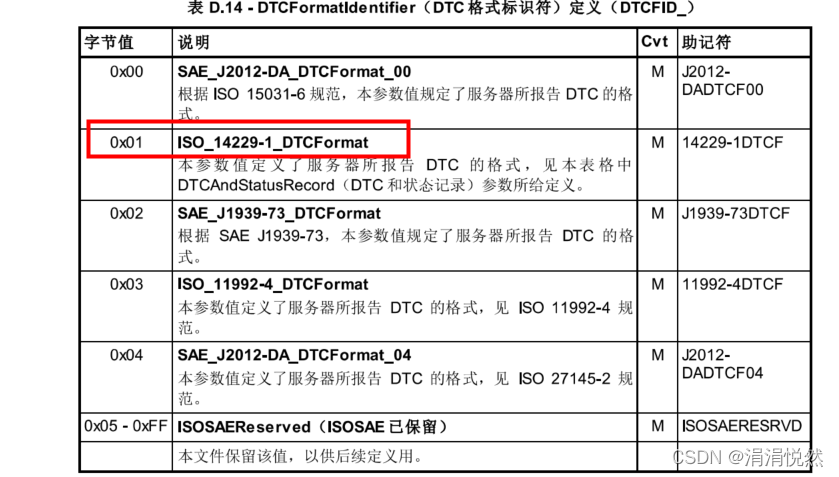 表 D.14 - DTCFormatIdentifier（DTC 格式标识符）定义（DTCFID_）
字节值 说明 Cvt 助记符
0x00 SAE_J2012-DA_DTCFormat_00 M J2012-
根据 ISO 15031-6 规范，本参数值规定了服务器所报告 DTC 的格 DADTCF00
式。
0x01 ISO_14229-1_DTCFormat M 14229-1DTCF
本参数值定义了服务器所报告 DTC 的格式，见本表格中
DTCAndStatusRecord（DTC 和状态记录）参数所给定义。
0x02 SAE_J1939-73_DTCFormat M J1939-73DTCF
根据 SAE J1939-73，本参数值规定了服务器所报告 DTC 的格
式。
0x03 ISO_11992-4_DTCFormat M 11992-4DTCF
本参数值定义了服务器所报告 DTC 的格式，见 ISO 11992-4 规
范。
0x04 SAE_J2012-DA_DTCFormat_04 M J2012-
本参数值定义了服务器所报告 DTC 的格式，见 ISO 27145-2 规 DADTCF04
范。
0x05 - 0xFF ISOSAEReserved（ISOSAE 已保留） M ISOSAERESRVD
本文件保留该值，以供后续定义用。
CSDN @涓涓悦然